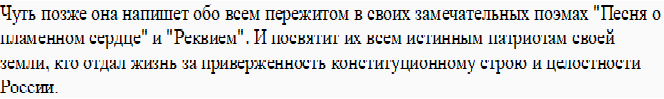 Чуть позже она напишет обо всем пережитом в своих замечательных поэмах "Песня о
пламенном сердце" и "Реквием". И посвятит их всем истинным патриотам своей
земли, кто отдал жизнь за приверженность конституционному строю и целостности
России.